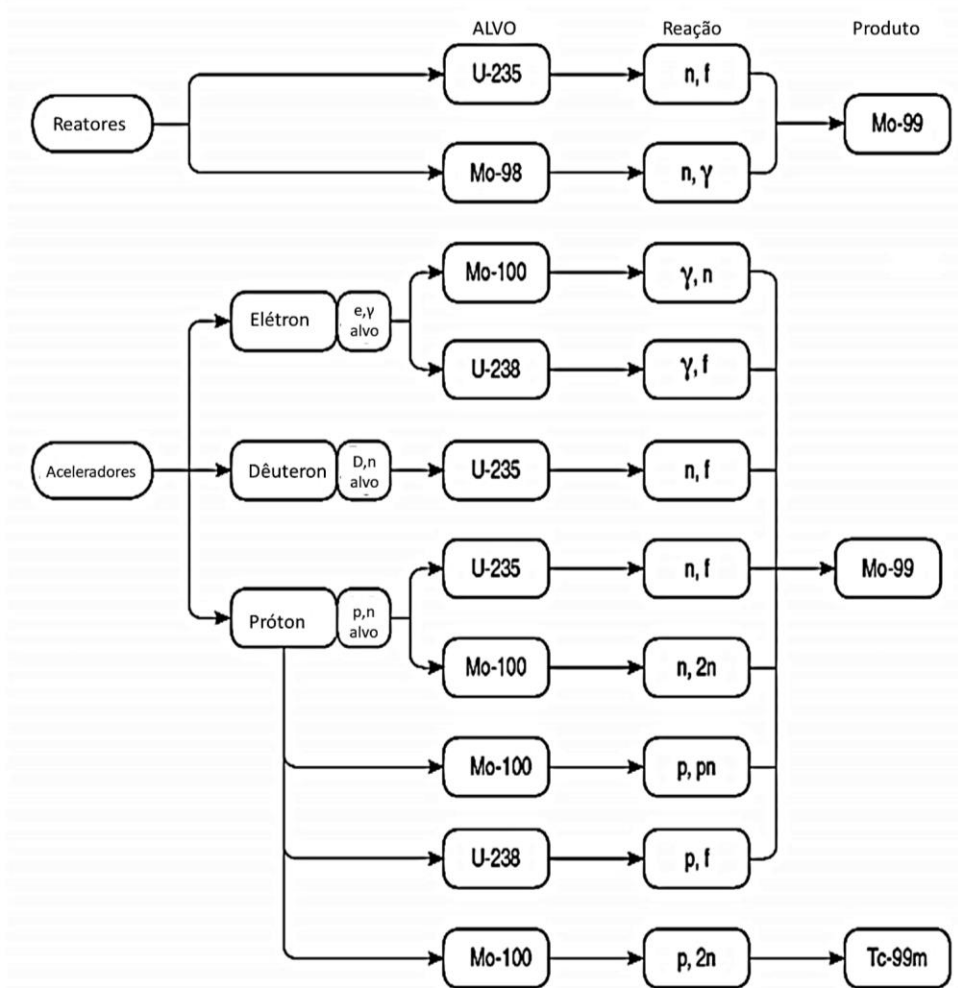 ALVO Reação Produto
U-235 n, f
Reatores Mo-99
Mo-98 n, γ
Mo-100 γ, n
Elétron e,γ
alvo
U-238 γ, f
Aceleradores Dêuteron D,n
alvo U-235 n, f
U-235 n, f Mo-99
Próton p,n
alvo
Mo-100 n, 2n
Mo-100 p, pn
U-238 p, f
Mo-100 p, 2n Tc-99m